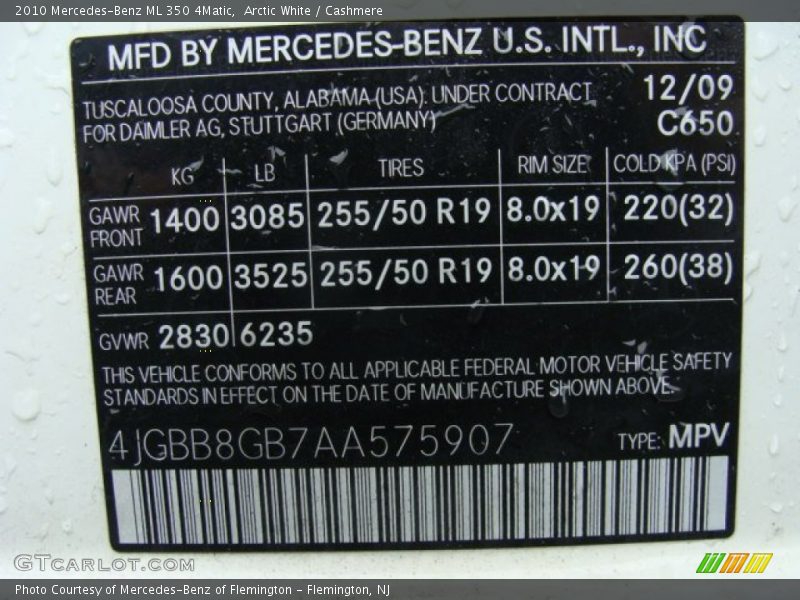 2010 Mercedes-Benz ML 350 4Matic, Arctic White / Cashmere
MFD BY MERCEDES-BENZ U.S. INTL., INC
TUSCALOOSA COUNTY, ALABAMA (USA). UNDER CONTRACT 12/09
FOR DAIMLER AG, STUTTGART (GERMANY) C650
KG LB TIRES RIM SIZE COLD KPA (PSI)
GAWR FRONT 1400 3085 255/50 R19 8.0x19 220(32)
GAWR REAR 1600 3525 255/50 R19 8.0x19 260(38)
GVWR 2830 6235
THIS VEHICLE CONFORMS TO ALL APPLICABLE FEDERAL MOTOR VEHICLE SAFETY
STANDARDS IN EFFECT ON THE DATE OF MANUFACTURE SHOWN ABOVE.
4JGBB8GB7AA575907 TYPE: MPV
GTCARLOT.COM
Photo Courtesy of Mercedes-Benz of Flemington - Flemington, NJ